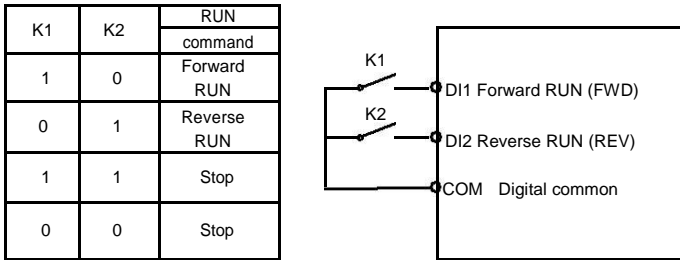 K1 K2 RUN
command
1 0 Forward
RUN
0 1 Reverse
RUN
1 1 Stop
0 0 Stop
K1
DI1 Forward RUN (FWD)
K2
DI2 Reverse RUN (REV)
COM Digital common